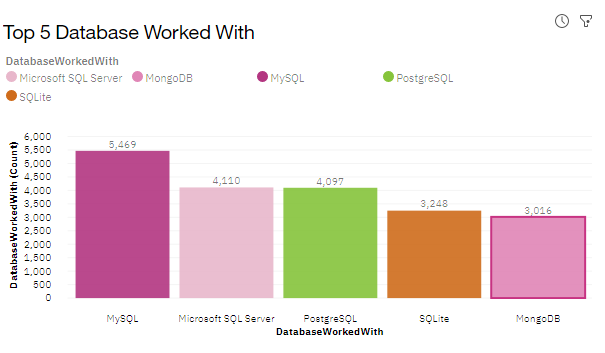 Top 5 Database Worked With
DatabaseWorkedWith
Microsoft SQL Server MongoDB MySQL PostgreSQL
SQLite
DatabaseWorkedWith (Count)
6,000
5,500
5,000
4,500
4,000
3,500
3,000
2,500
2,000
1,500
1,000
500
0
5,469
4,110
4,097
3,248
3,016
MySQL Microsoft SQL Server PostgreSQL SQLite MongoDB
DatabaseWorkedWith